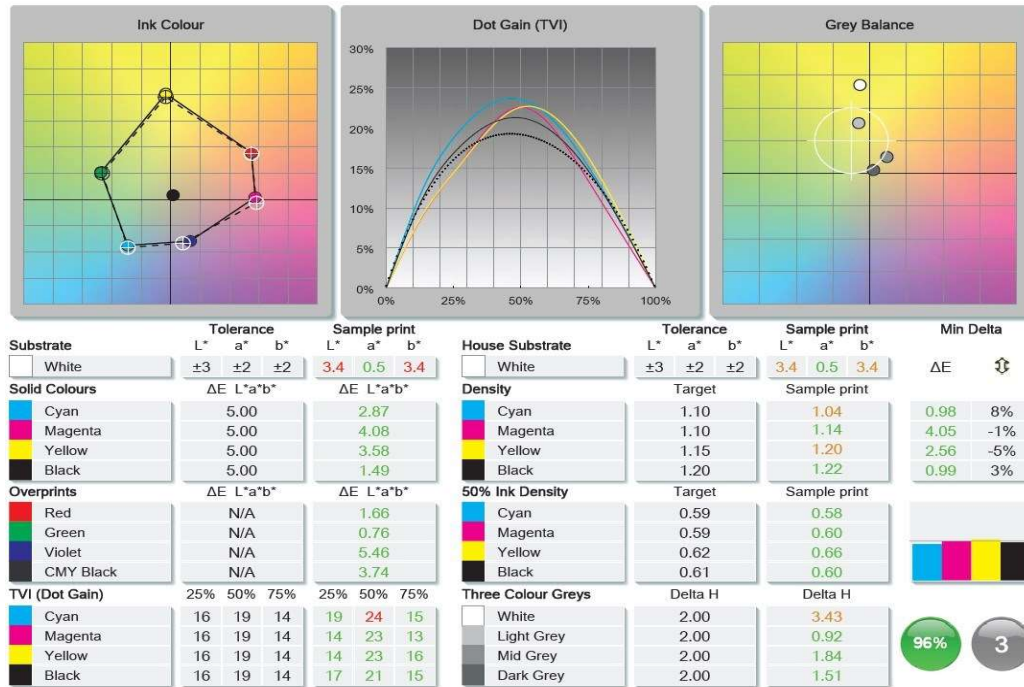 Ink Colour
Dot Gain (TVI)
Grey Balance
30%
25%
20%
15%
10%
5%
0%
0% 25% 50% 75% 100%
Tolerance Sample print
Substrate L* a* b* L* a* b*
White ±3 ±2 ±2 3.4 0.5 3.4
Solid Colours ΔE L*a*b* ΔE L*a*b*
Cyan 5.00 2.87
Magenta 5.00 4.08
Yellow 5.00 3.58
Black 5.00 1.49
Overprints ΔE L*a*b* ΔE L*a*b*
Red N/A 1.66
Green N/A 0.76
Violet N/A 5.46
CMY Black N/A 3.74
TVI (Dot Gain) 25% 50% 75% 25% 50% 75%
Cyan 16 19 14 19 24 15
Magenta 16 19 14 14 23 13
Yellow 16 19 14 14 23 16
Black 16 19 14 17 21 15
Tolerance Sample print Min Delta
House Substrate L* a* b* L* a* b*
White ±3 ±2 ±2 3.4 0.5 3.4 ΔE
Density Target Sample print
Cyan 1.10 1.04 0.98 8%
Magenta 1.10 1.14 4.05 -1%
Yellow 1.15 1.20 2.56 -5%
Black 1.20 1.22 0.99 3%
50% Ink Density Target Sample print
Cyan 0.59 0.58
Magenta 0.59 0.60
Yellow 0.62 0.66
Black 0.61 0.60
Three Colour Greys Delta H Delta H
White 2.00 3.43
Light Grey 2.00 0.92
Mid Grey 2.00 1.84
Dark Grey 2.00 1.51
96% 3